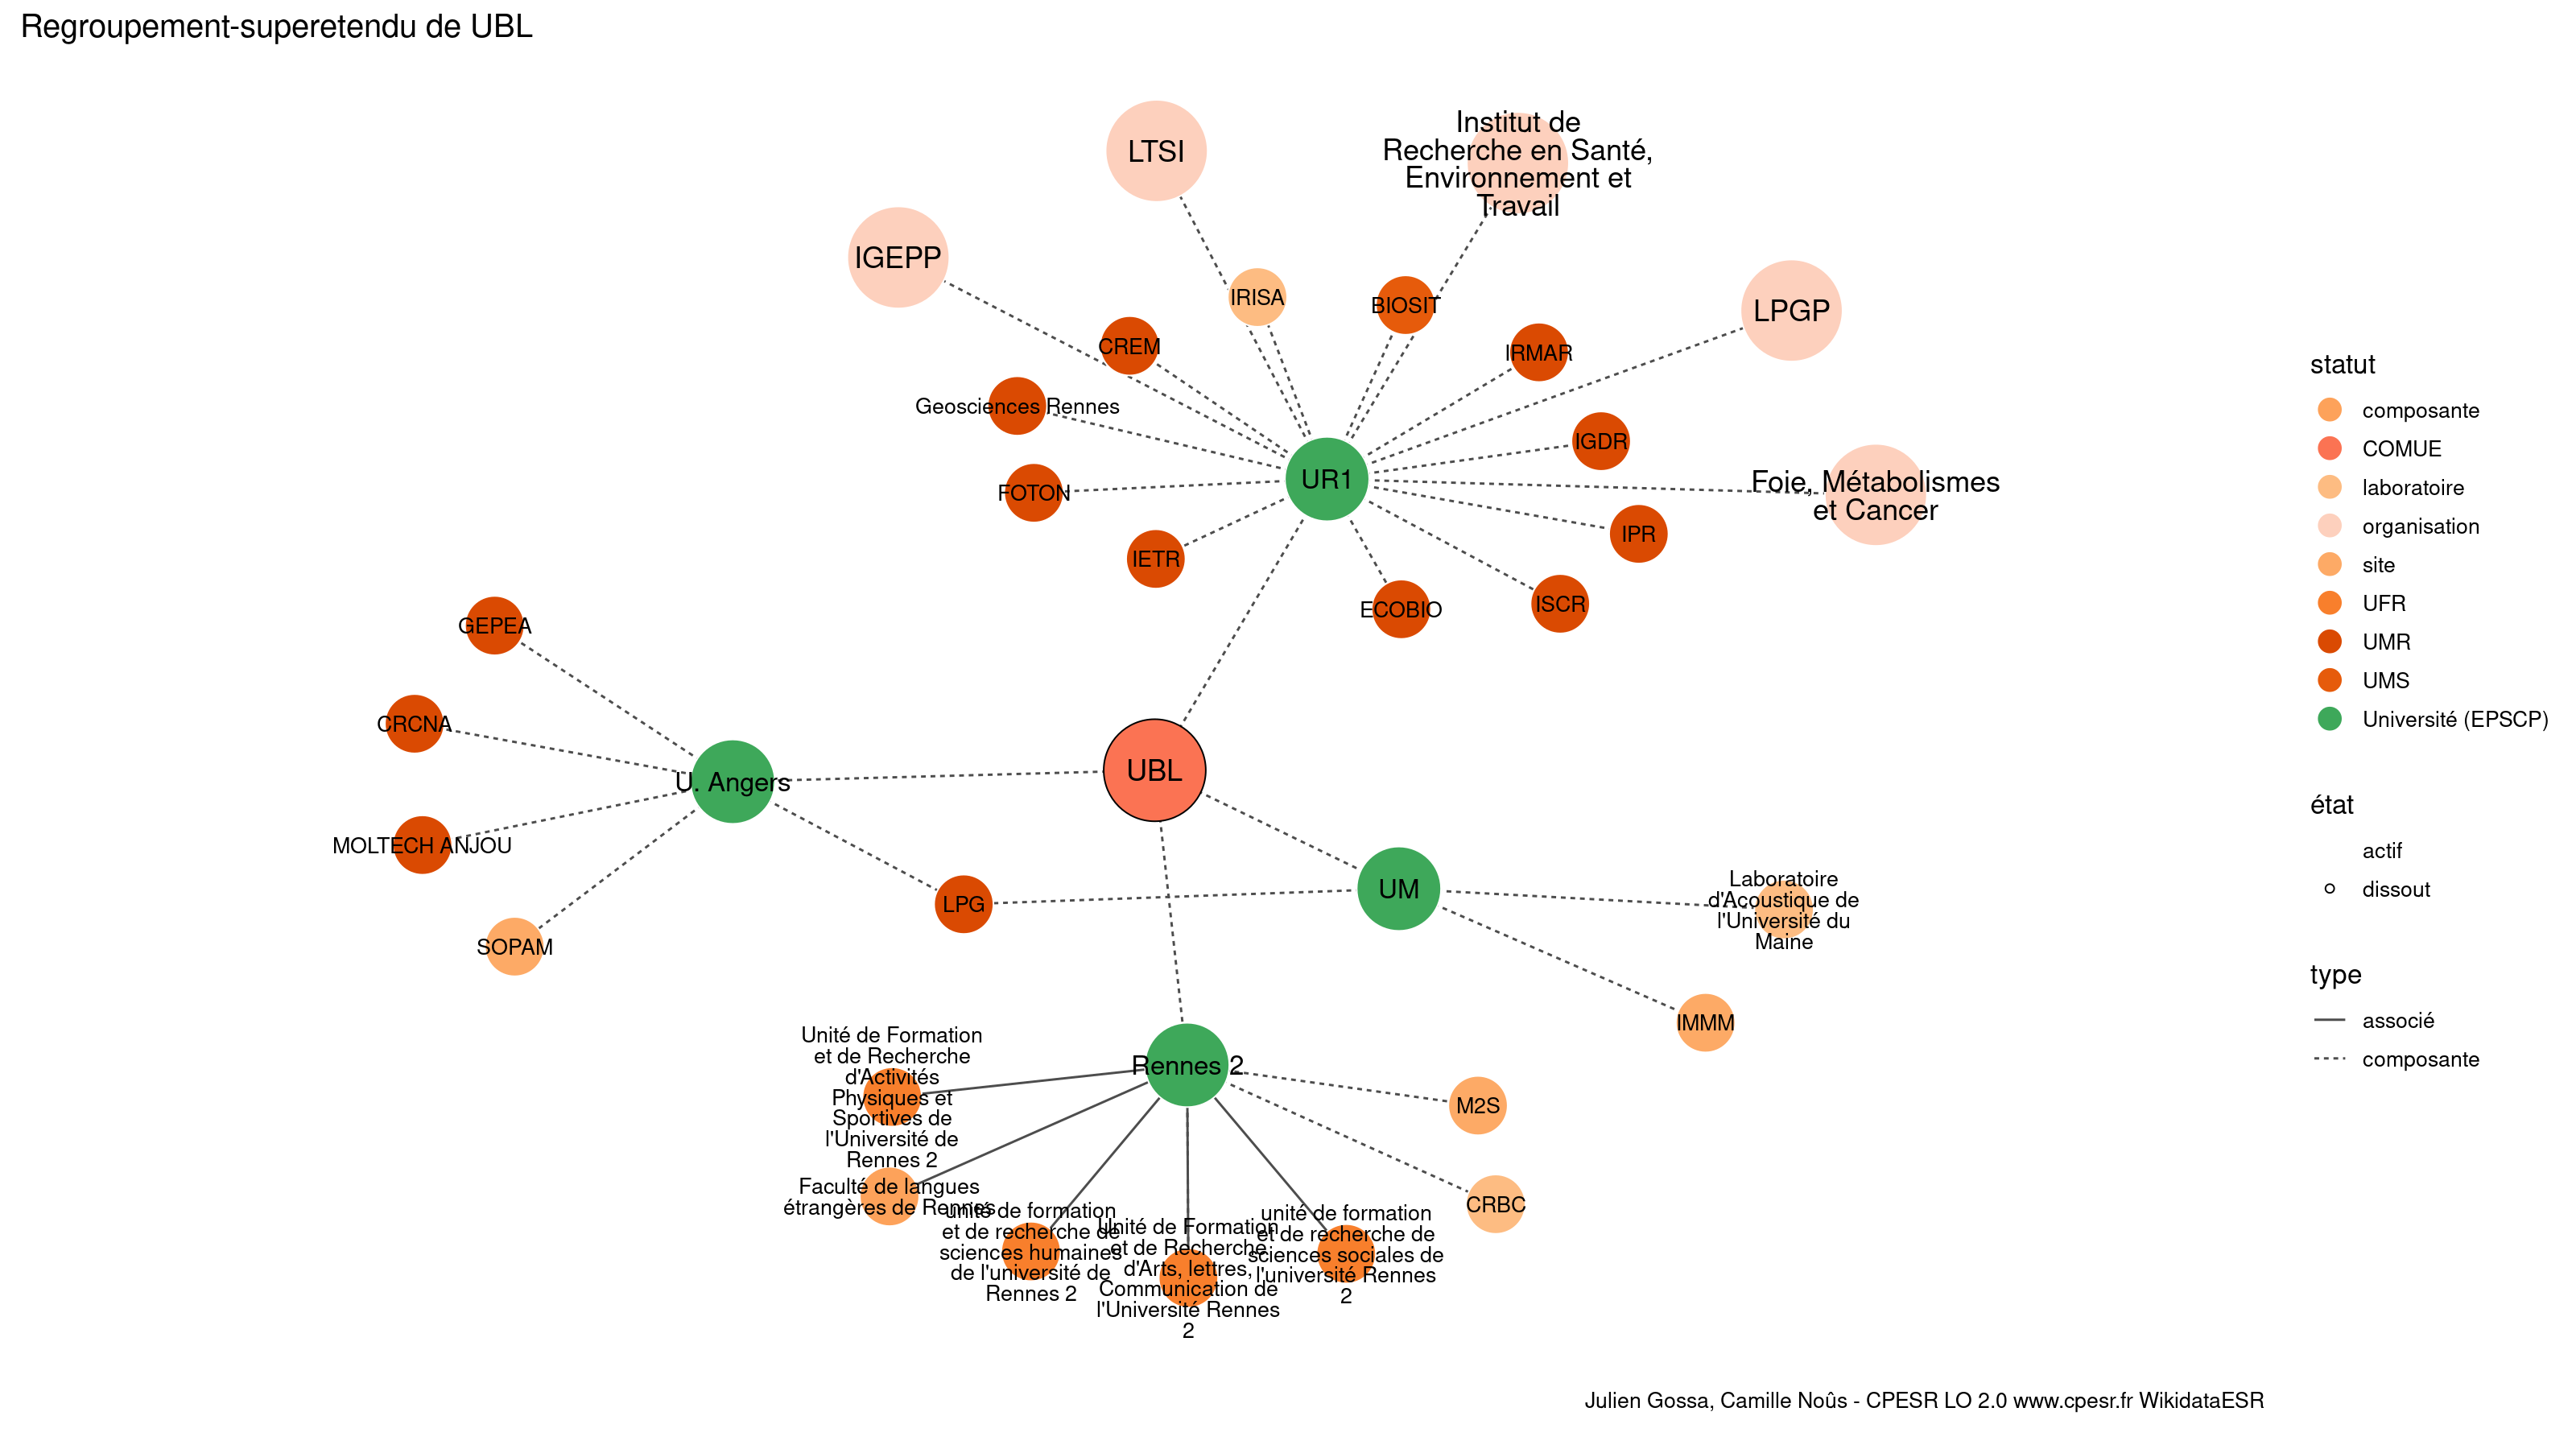 Regroupement-superetendu de UBL
LTSI
Institut de
Recherche en Santé,
Environnement et
Travail
IGEPP
IRISA
BIOSIT
LPGP
CREM
IRMAR
Geosciences Rennes
IGDR
UR1
FOTON
Foie, Métabolismes
et Cancer
IPR
IETR
ECOBIO
ISCR
GEPEA
CRCNA
U. Angers
UBL
MOLTECH ANJOU
LPG
UM
Laboratoire
d'Acoustique de
l'Université du
Maine
SOPAM
IMMM
Unité de Formation
et de Recherche
d'Activités
Physiques et
Sportives de
l'Université de
Rennes 2
Rennes 2
M2S
Faculté de langues
étrangères de Rennes
CRBC
unité de formation
et de recherche de
sciences humaines
de l'université de
Rennes 2
Unité de Formation
et de Recherche
d'Arts, lettres,
Communication de
l'Université Rennes
2
unité de formation
et de recherche de
sciences sociales de
l'université Rennes
2
statut
composante
COMUE
laboratoire
organisation
site
UFR
UMR
UMS
Université (EPSCP)
état
actif
dissout
type
associé
composante
Julien Gossa, Camille Noûs - CPESR LO 2.0 www.cpesr.fr WikidataESR